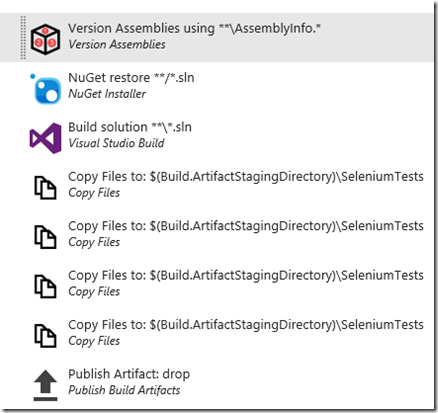 Version Assemblies using **\AssemblyInfo.*
Version Assemblies
NuGet restore **/*.sln
NuGet Installer
Build solution **\*.sln
Visual Studio Build
Copy Files to: $(Build.ArtifactStagingDirectory)\SeleniumTests
Copy Files
Copy Files to: $(Build.ArtifactStagingDirectory)\SeleniumTests
Copy Files
Copy Files to: $(Build.ArtifactStagingDirectory)\SeleniumTests
Copy Files
Copy Files to: $(Build.ArtifactStagingDirectory)\SeleniumTests
Copy Files
Publish Artifact: drop
Publish Build Artifacts